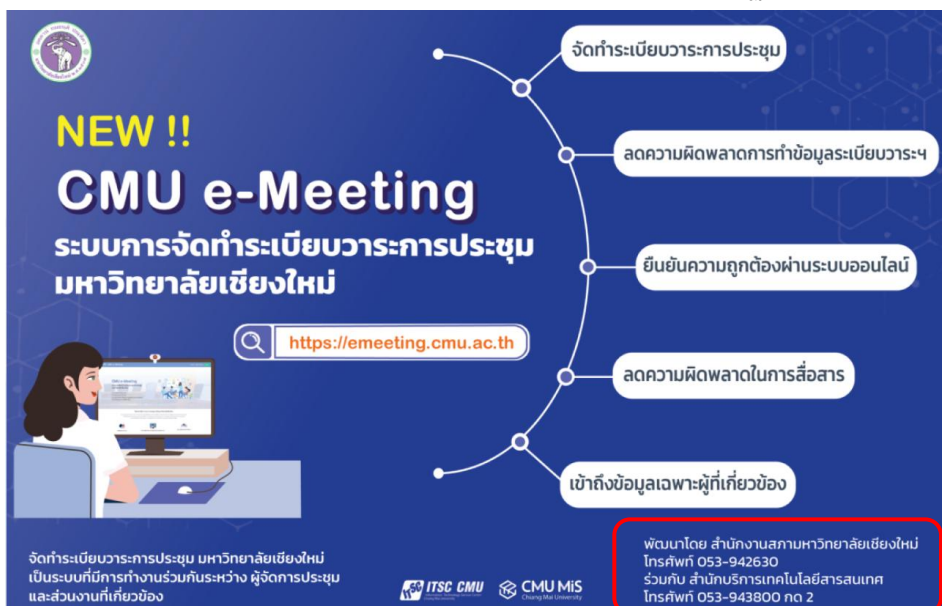 จัดทำระเบียบวาระการประชุม
NEW !!
ลดความผิดพลาดการทำข้อมูลระเบียบวาระฯ
CMU e-Meeting
ระบบการจัดทำระเบียบวาระการประชุม
มหาวิทยาลัยเชียงใหม่
ยืนยันความถูกต้องผ่านระบบออนไลน์
https://emeeting.cmu.ac.th
ลดความผิดพลาดในการสื่อสาร
เข้าถึงข้อมูลเฉพาะผู้ที่เกี่ยวข้อง
จัดทำระเบียบวาระการประชุม มหาวิทยาลัยเชียงใหม่
เป็นระบบที่มีการทำงานร่วมกันระหว่าง ผู้จัดการประชุม
และส่วนงานที่เกี่ยวข้อง
ITSC CMU
CMU MiS
Chiang Mai University
พัฒนาโดย สำนักงานสภามหาวิทยาลัยเชียงใหม่
โทรศัพท์ 053-942630
ร่วมกับ สำนักบริการเทคโนโลยีสารสนเทศ
โทรศัพท์ 053-943800 กด 2